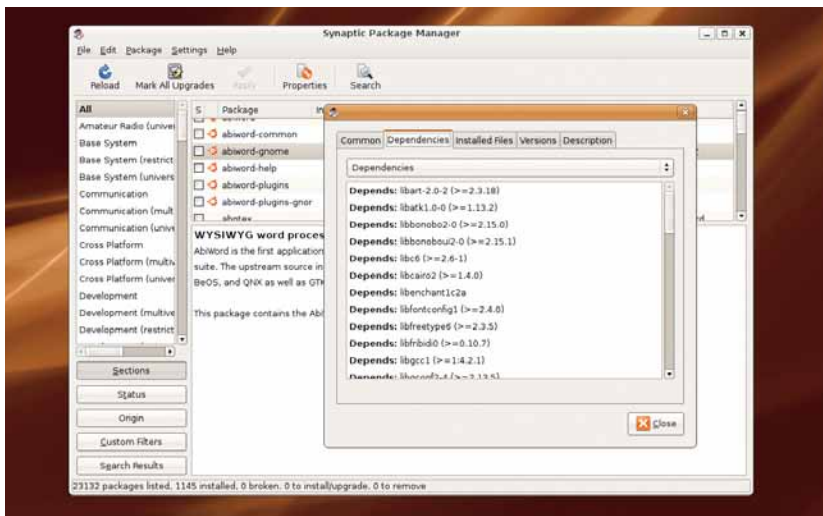 Synaptic Package Manager
File Edit Package Settings Help
Reload Mark All Upgrades Apply Properties Search
All
Amateur Radio (univer
Base System
Base System (restrict
Base System (univers
Communication
Communication (mult
Communication (unive
Cross Platform
Cross Platform (multiv
Cross Platform (univer
Development
Development (multive
Development (restrict
Sections
Status
Origin
Custom Filters
Search Results
S Package In
abiword-common
abiword-gnome
abiword-help
abiword-plugins
abiword-plugins-gnor
WYSIWYG word proces
AbiWord is the first application
suite. The upstream source in
BeOS, and QNX as well as GTK
This package contains the Abi
Common Dependencies Installed Files Versions Description
Dependencies
Depends: libart-2.0-2 (>=2.3.18)
Depends: libatk1.0-0 (>=1.13.2)
Depends: libbonobo2-0 (>=2.15.0)
Depends: libbonoboui2-0 (>=2.15.1)
Depends: libc6 (>=2.6-1)
Depends: libcairo2 (>=1.4.0)
Depends: libenchant1c2a
Depends: libfontconfig1 (>=2.4.0)
Depends: libfreetype6 (>=2.3.5)
Depends: libfribidi0 (>=0.10.7)
Depends: libgcc1 (>=1:4.2.1)
Depends: libgconf2-4 (>=2.13.5)
Close
23132 packages listed, 1145 installed, 0 broken. 0 to install/upgrade, 0 to remove